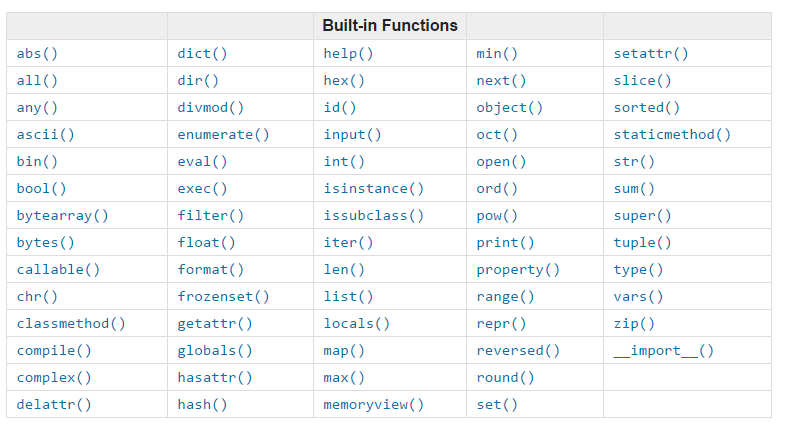 Built-in Functions
abs() dict() help() min() setattr()
all() dir() hex() next() slice()
any() divmod() id() object() sorted()
ascii() enumerate() input() oct() staticmethod()
bin() eval() int() open() str()
bool() exec() isinstance() ord() sum()
bytearray() filter() issubclass() pow() super()
bytes() float() iter() print() tuple()
callable() format() len() property() type()
chr() frozenset() list() range() vars()
classmethod() getattr() locals() repr() zip()
compile() globals() map() reversed() __import__()
complex() hasattr() max() round()
delattr() hash() memoryview() set()